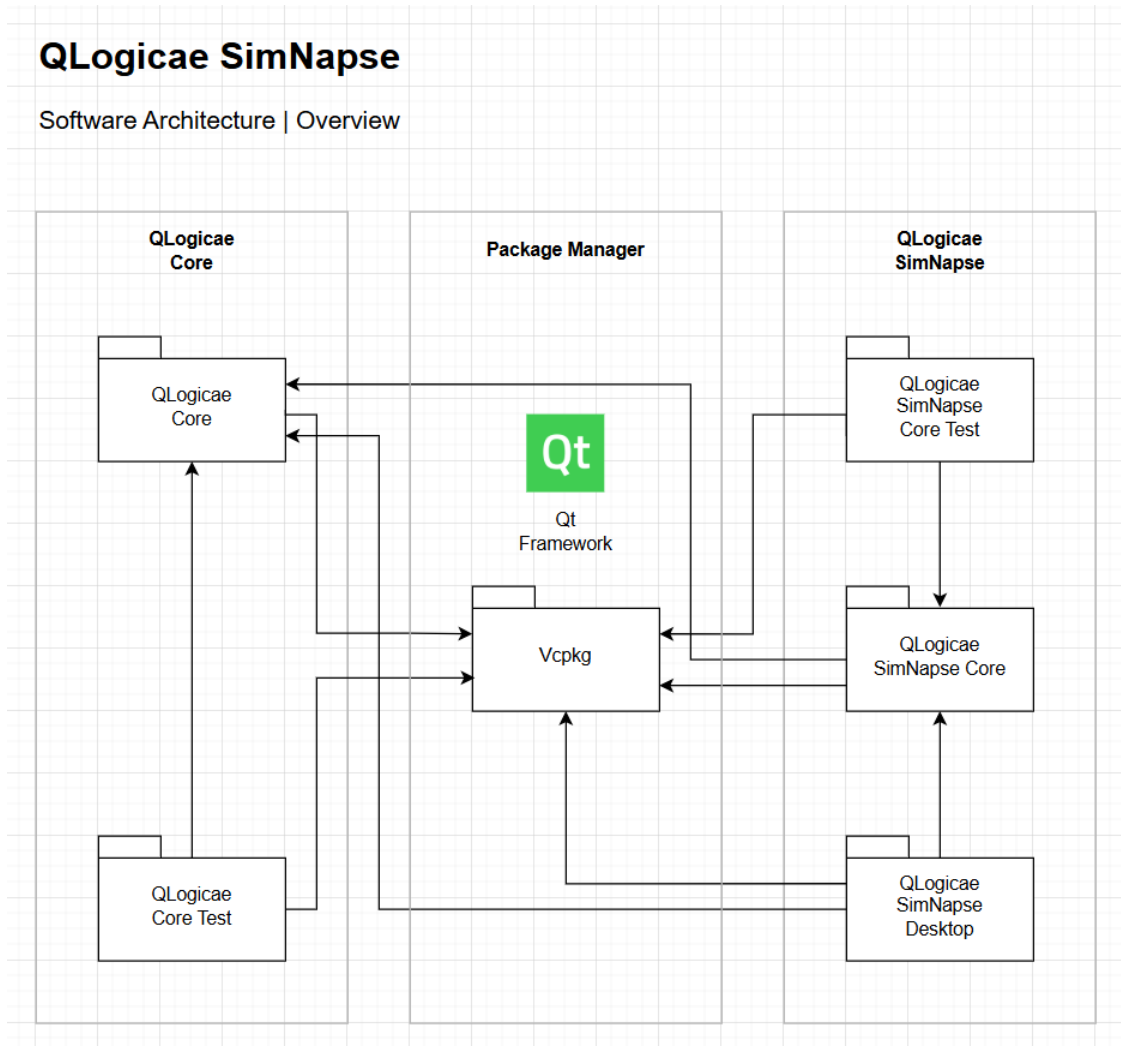 QLogicae SimNapse
Software Architecture | Overview
QLogicae
Core
Package Manager
QLogicae
SimNapse
QLogicae
Core
Qt
Qt
Framework
QLogicae
SimNapse
Core Test
Vcpkg
QLogicae
SimNapse Core
QLogicae
Core Test
QLogicae
SimNapse
Desktop